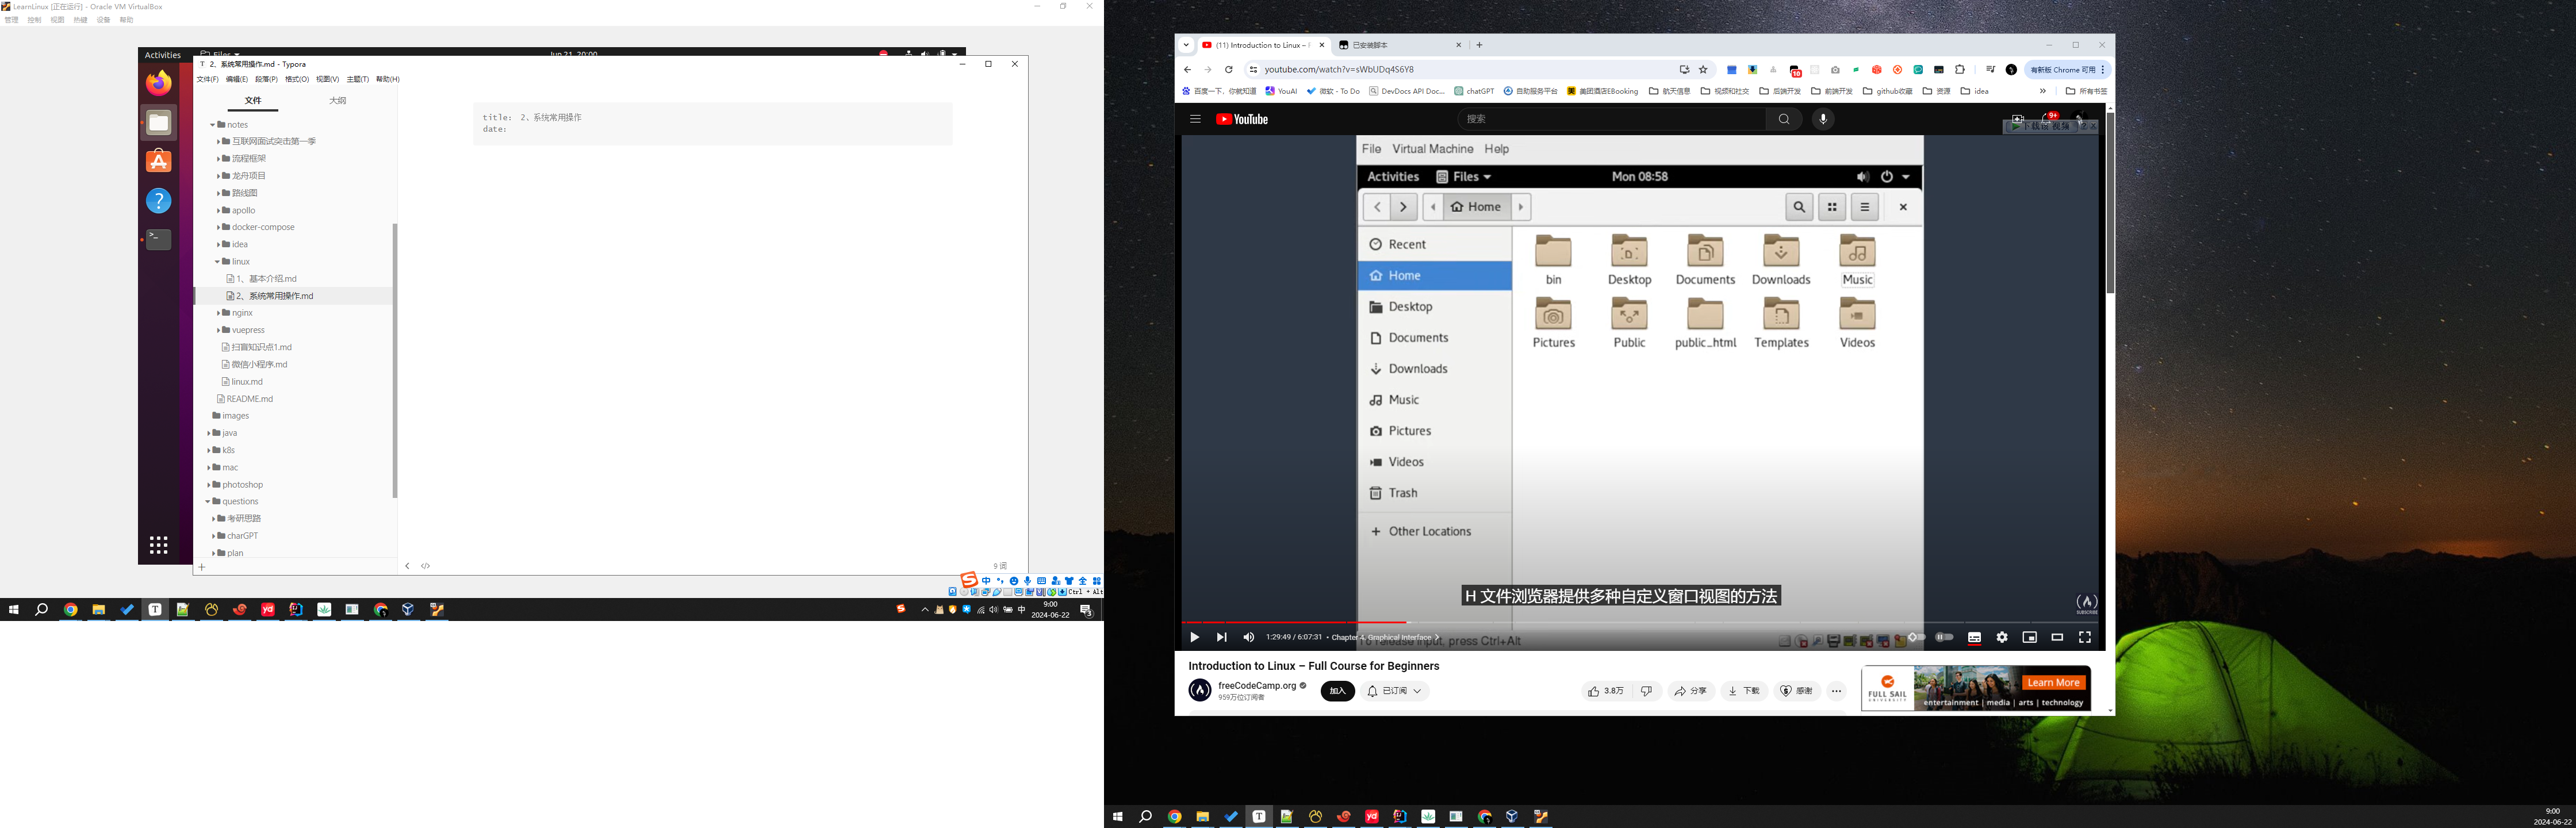 LearnLinux [正在运行] - Oracle VM VirtualBox
管理 控制 视图 热键 设备 帮助
Activities Files Jun 21, 20:00
2、系统常用操作.md - Typora
文件(F) 编辑(E) 段落(P) 格式(O) 视图(V) 主题(T) 帮助(H)
文件 大纲
notes
互联网面试突击第一季
流程框架
龙舟项目
路线图
apollo
docker-compose
idea
linux
1、基本介绍.md
2、系统常用操作.md
nginx
vuepress
扫盲知识点1.md
微信小程序.md
linux.md
README.md
images
java
k8s
mac
photoshop
questions
考研思路
charGPT
plan
title: 2、系统常用操作
date:
9 词
中
全
Ctrl + Alt
中
9:00
2024-06-22
3
(11) Introduction to Linux – F
已安装脚本
youtube.com/watch?v=sWbUDq4S6Y8
10
有新版 Chrome 可用
百度一下，你就知道 YouAI 微软 - To Do DevDocs API Doc... chatGPT 自助服务平台 美团酒店EBooking 航天信息 视频和社交 后端开发 前端开发 github收藏 资源 idea » 所有书签
YouTube
搜索
9+
File Virtual Machine Help
Activities Files Mon 08:58
Home
Recent
Home
Desktop
Documents
Downloads
Music
Pictures
Videos
Trash
Other Locations
bin Desktop Documents Downloads Music
Pictures Public public_html Templates Videos
H 文件浏览器提供多种自定义窗口视图的方法
SUBSCRIBE
1:29:49 / 6:07:31 • Chapter 4. Graphical Interface
To release input, press Ctrl+Alt
Introduction to Linux – Full Course for Beginners
freeCodeCamp.org
959万位订阅者
加入
已订阅
3.8万
分享
下载
感谢
FULL SAIL
UNIVERSITY
Learn More
entertainment | media | arts | technology
9:00
2024-06-22